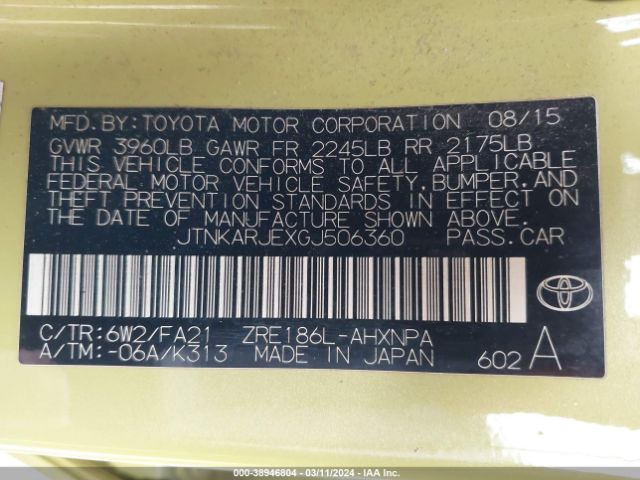 MFD.BY:TOYOTA MOTOR CORPORATION 08/15
GVWR 3960LB GAWR FR 2245LB RR 2175LB
THIS VEHICLE CONFORMS TO ALL APPLICABLE
FEDERAL MOTOR VEHICLE SAFETY,BUMPER,AND
THEFT PREVENTION STANDARDS IN EFFECT ON
THE DATE OF MANUFACTURE SHOWN ABOVE.
JTNKARJEXGJ506360 PASS.CAR
C/TR:6W2/FA21 ZRE186L-AHXNPA
A/TM:-06A/K313 MADE IN JAPAN 602 A
000-38946804 - 03/11/2024 - IAAI.COM